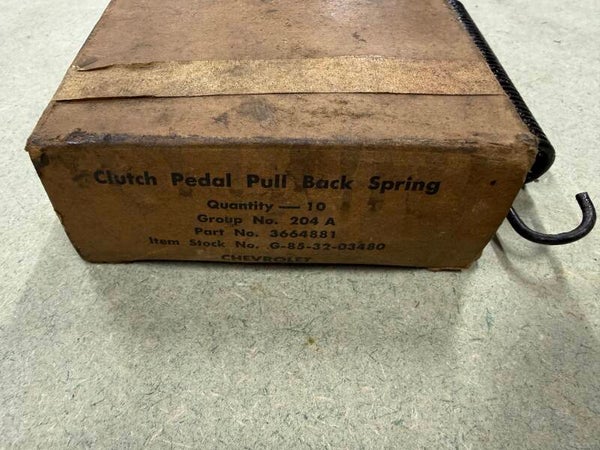 Clutch Pedal Pull Back Spring
Quantity — 10
Group No. 204 A
Part No. 3664881
Item Stock No. G-85-32-03480
CHEVROLET